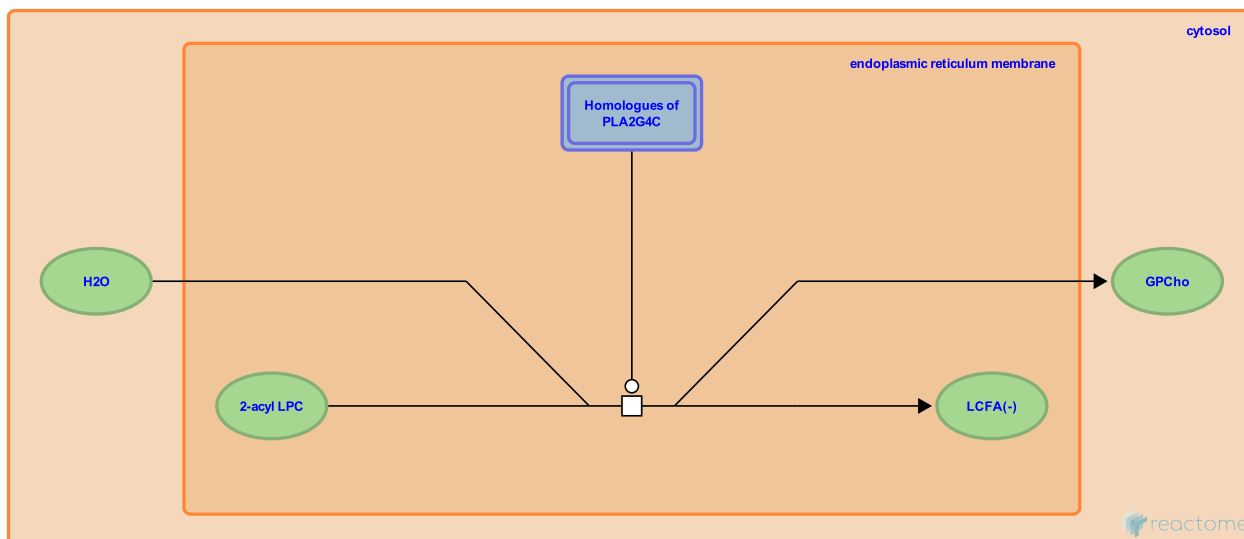 cytosol
endoplasmic reticulum membrane
Homologues of
PLA2G4C
H2O
GPCho
2-acyl LPC
LCFA(-)
reactome